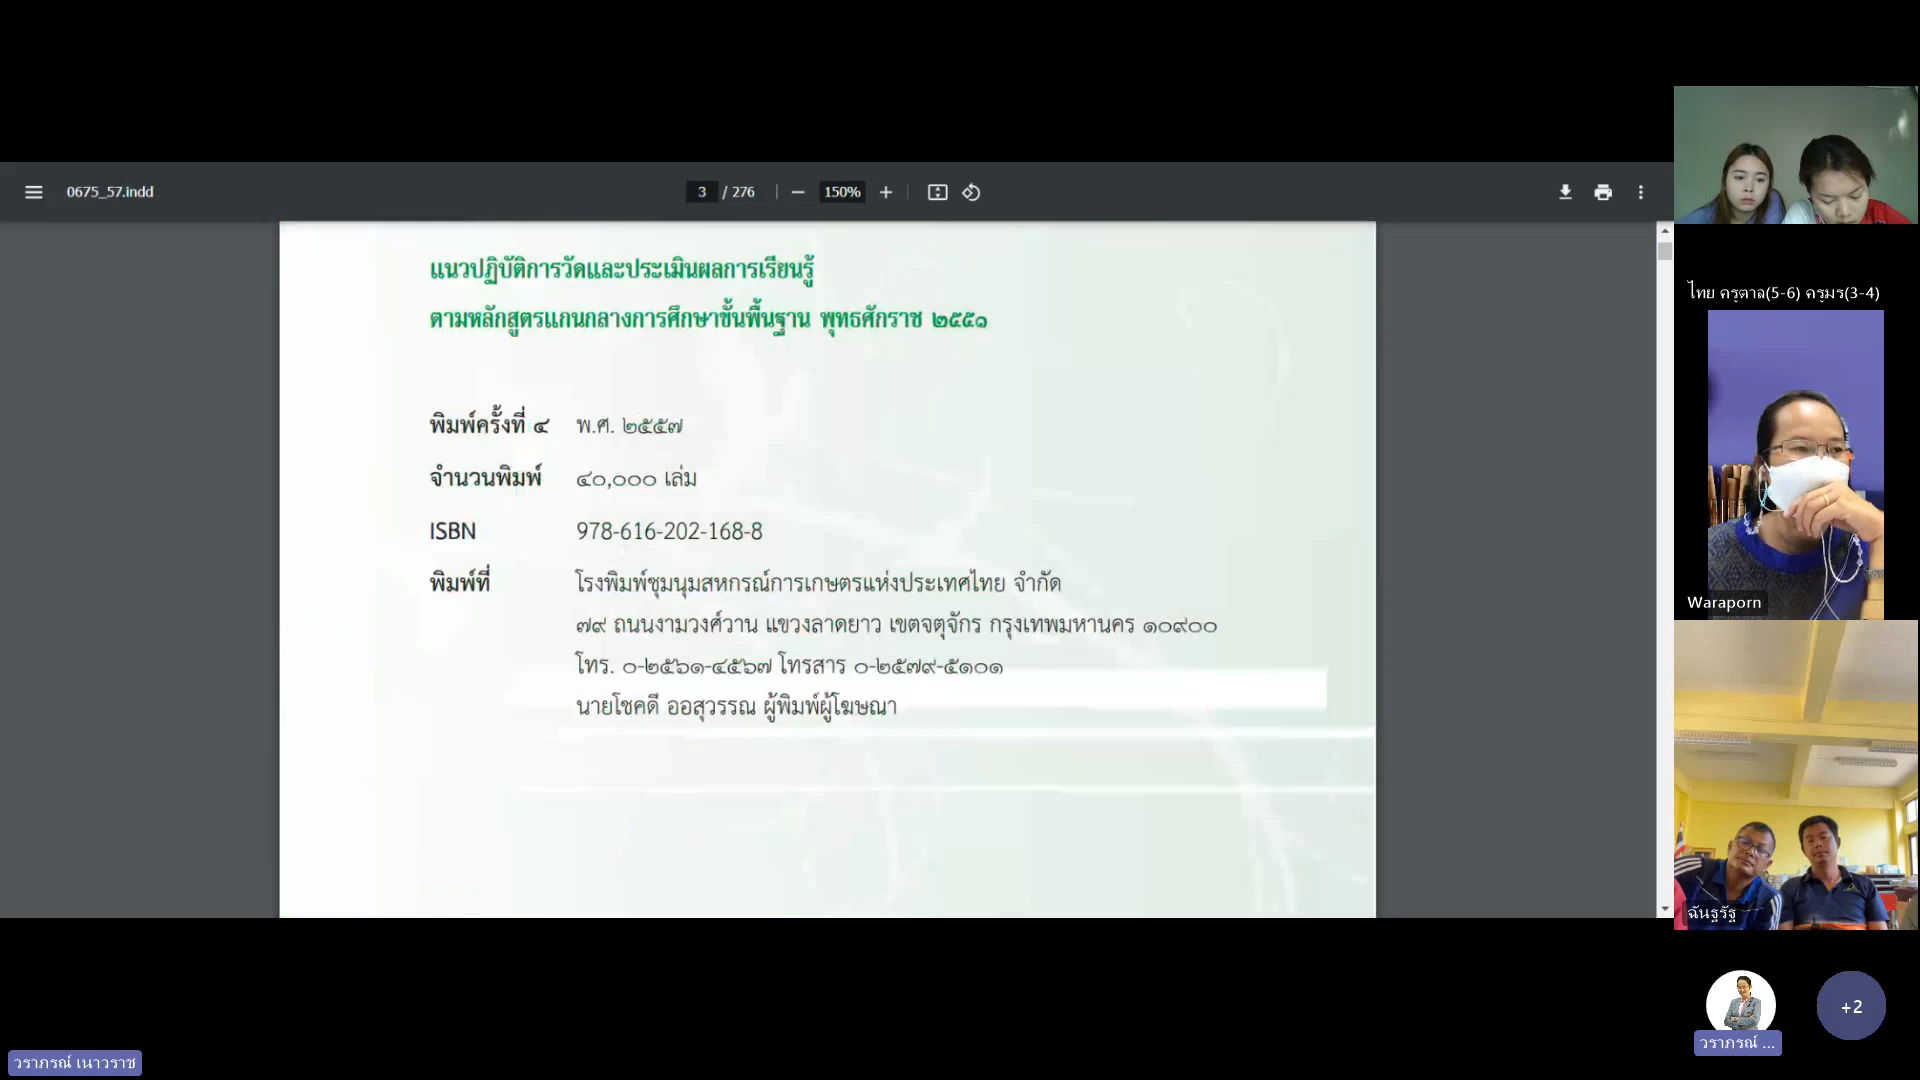 0675_57.indd
3 / 276
150%
แนวปฏิบัติการวัดและประเมินผลการเรียนรู้
ตามหลักสูตรแกนกลางการศึกษาขั้นพื้นฐาน พุทธศักราช ๒๕๕๑
พิมพ์ครั้งที่ ๔ พ.ศ. ๒๕๕๗
จำนวนพิมพ์ ๔๐,๐๐๐ เล่ม
ISBN 978-616-202-168-8
พิมพ์ที่ โรงพิมพ์ชุมนุมสหกรณ์การเกษตรแห่งประเทศไทย จำกัด
๗๙ ถนนงามวงศ์วาน แขวงลาดยาว เขตจตุจักร กรุงเทพมหานคร ๑๐๙๐๐
โทร. ๐-๒๕๖๑-๔๕๖๗ โทรสาร ๐-๒๕๗๙-๕๑๐๑
นายโชคดี ออสุวรรณ ผู้พิมพ์ผู้โฆษณา
ไทย ครูตาล(5-6) ครูมร(3-4)
Waraporn
ฉันฐรัฐ
วราภรณ์ ...
+2
วราภรณ์ เนาวราช